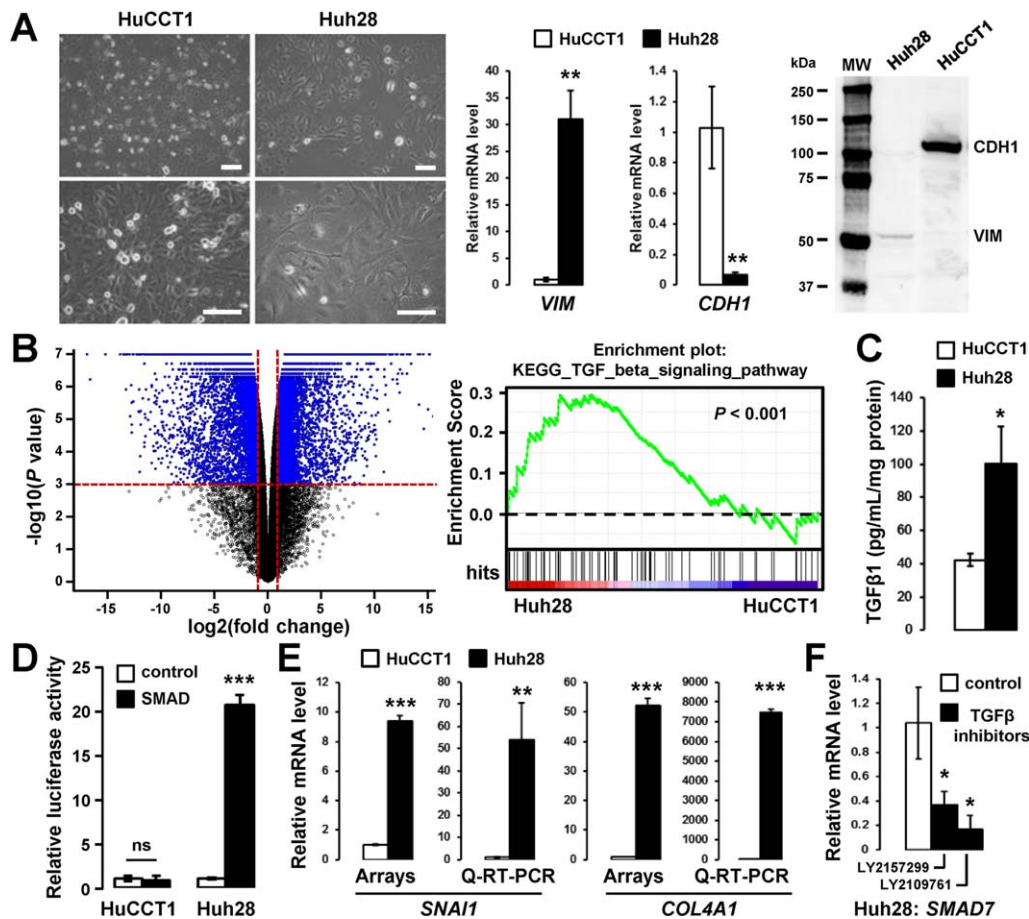 A
HuCCT1
Huh28
HuCCT1 Huh28
Relative mRNA level
40
35
30
25
20
15
10
5
0
**
VIM
Relative mRNA level
1.4
1.2
1
0.8
0.6
0.4
0.2
0
**
CDH1
kDa MW Huh28 HuCCT1
250
150
100
75
50
37
CDH1
VIM
B
-log10(P value)
7
6
5
4
3
2
1
0
-15 -10 -5 0 5 10 15
log2(fold change)
Enrichment plot:
KEGG_TGF_beta_signaling_pathway
Enrichment Score
0.3
0.2
0.1
0.0
P < 0.001
hits
Huh28 HuCCT1
C
HuCCT1
Huh28
TGFβ1 (pg/mL/mg protein)
140
120
100
80
60
40
20
0
*
D
Relative luciferase activity
25
20
15
10
5
0
control
SMAD
ns
***
HuCCT1 Huh28
E
HuCCT1 Huh28
Relative mRNA level
12
10
8
6
4
2
0
***
Arrays
80
70
60
50
40
30
20
10
0
**
Q-RT-PCR
SNAI1
60
50
40
30
20
10
0
***
Arrays
9000
8000
7000
6000
5000
4000
3000
2000
1000
0
***
Q-RT-PCR
COL4A1
F
Relative mRNA level
1.4
1.2
1
0.8
0.6
0.4
0.2
0
control
TGFβ
inhibitors
*
*
LY2157299
LY2109761
Huh28: SMAD7